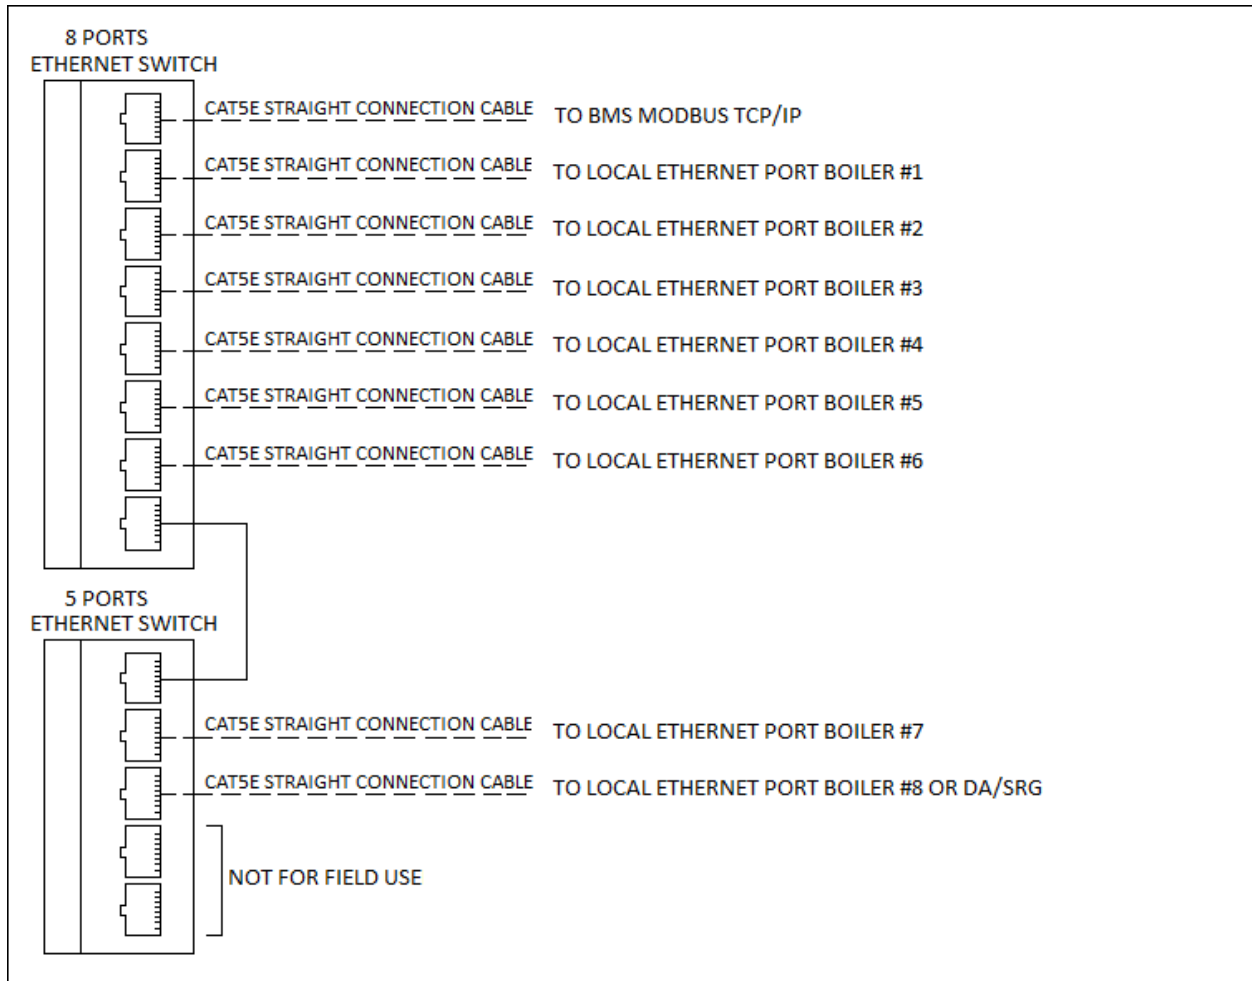 8 PORTS
ETHERNET SWITCH
CAT5E STRAIGHT CONNECTION CABLE TO BMS MODBUS TCP/IP
CAT5E STRAIGHT CONNECTION CABLE TO LOCAL ETHERNET PORT BOILER #1
CAT5E STRAIGHT CONNECTION CABLE TO LOCAL ETHERNET PORT BOILER #2
CAT5E STRAIGHT CONNECTION CABLE TO LOCAL ETHERNET PORT BOILER #3
CAT5E STRAIGHT CONNECTION CABLE TO LOCAL ETHERNET PORT BOILER #4
CAT5E STRAIGHT CONNECTION CABLE TO LOCAL ETHERNET PORT BOILER #5
CAT5E STRAIGHT CONNECTION CABLE TO LOCAL ETHERNET PORT BOILER #6
5 PORTS
ETHERNET SWITCH
CAT5E STRAIGHT CONNECTION CABLE TO LOCAL ETHERNET PORT BOILER #7
CAT5E STRAIGHT CONNECTION CABLE TO LOCAL ETHERNET PORT BOILER #8 OR DA/SRG
NOT FOR FIELD USE